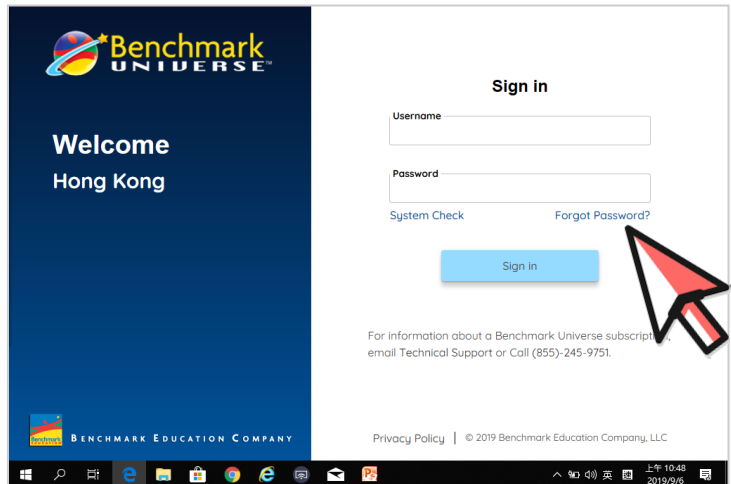 Benchmark
UNIVERSE™
Welcome
Hong Kong
BENCHMARK EDUCATION COMPANY
Sign in
Username
Password
System Check Forgot Password?
Sign in
For information about a Benchmark Universe
email Technical Support or Call (855)-245-9751.
Privacy Policy | © 2019 Benchmark Education Company, LLC
英
上午 10:48
2019/9/6